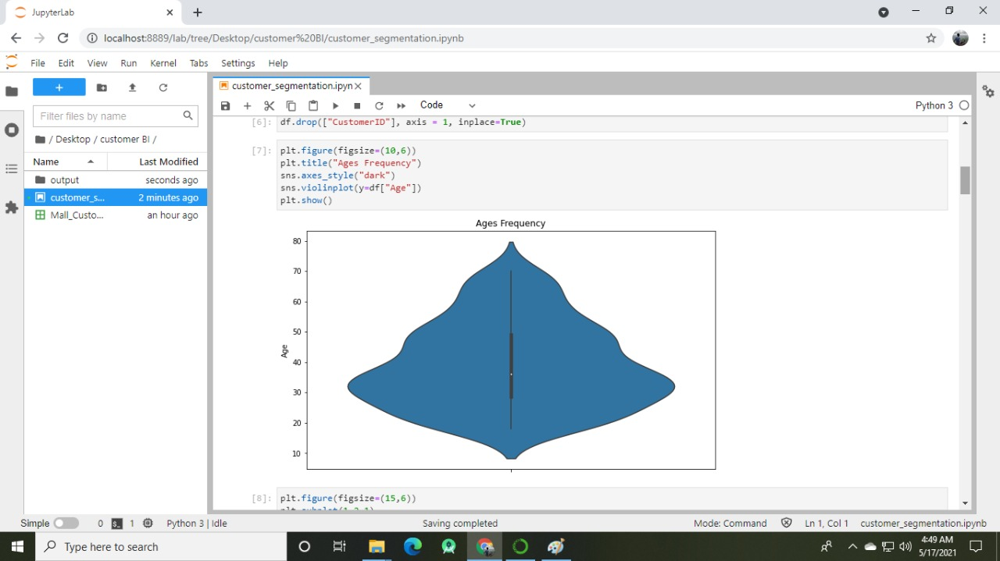 JupyterLab
localhost:8889/lab/tree/Desktop/customer%20BI/customer_segmentation.ipynb
File Edit View Run Kernel Tabs Settings Help
customer_segmentation.ipyn
Code
Python 3
Filter files by name
/ Desktop / customer BI /
Name Last Modified
output seconds ago
customer_s... 2 minutes ago
Mall_Custo... an hour ago
[6]: df.drop(["CustomerID"], axis = 1, inplace=True)
[7]: plt.figure(figsize=(10,6))
plt.title("Ages Frequency")
sns.axes_style("dark")
sns.violinplot(y=df["Age"])
plt.show()
Ages Frequency
80
70
60
50
Age
40
30
20
10
[8]: plt.figure(figsize=(15,6))
Simple 0 1 Python 3 | Idle Saving completed Mode: Command Ln 1, Col 1 customer_segmentation.ipynb
Type here to search
4:49 AM
5/17/2021